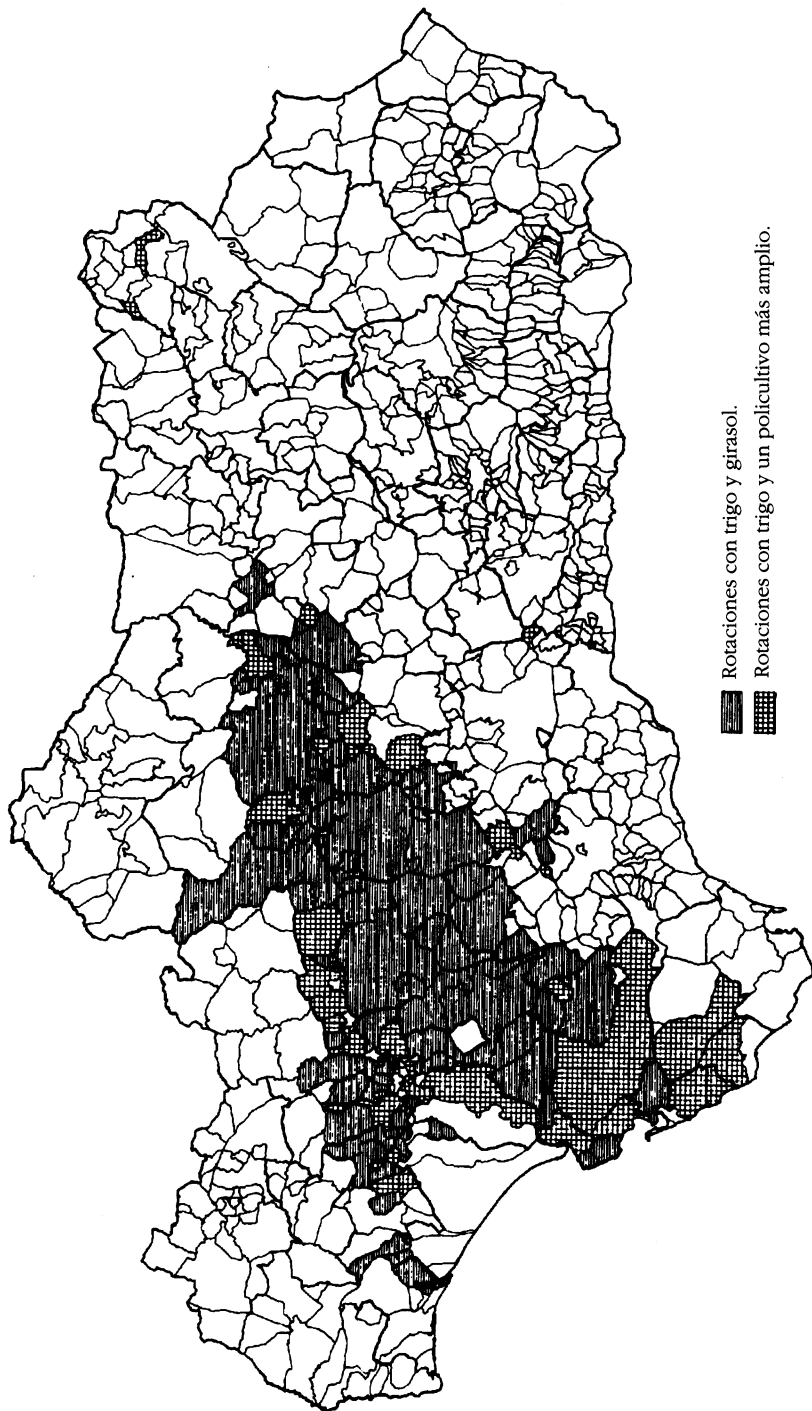 Rotaciones con trigo y girasol.
Rotaciones con trigo y un policultivo más amplio.